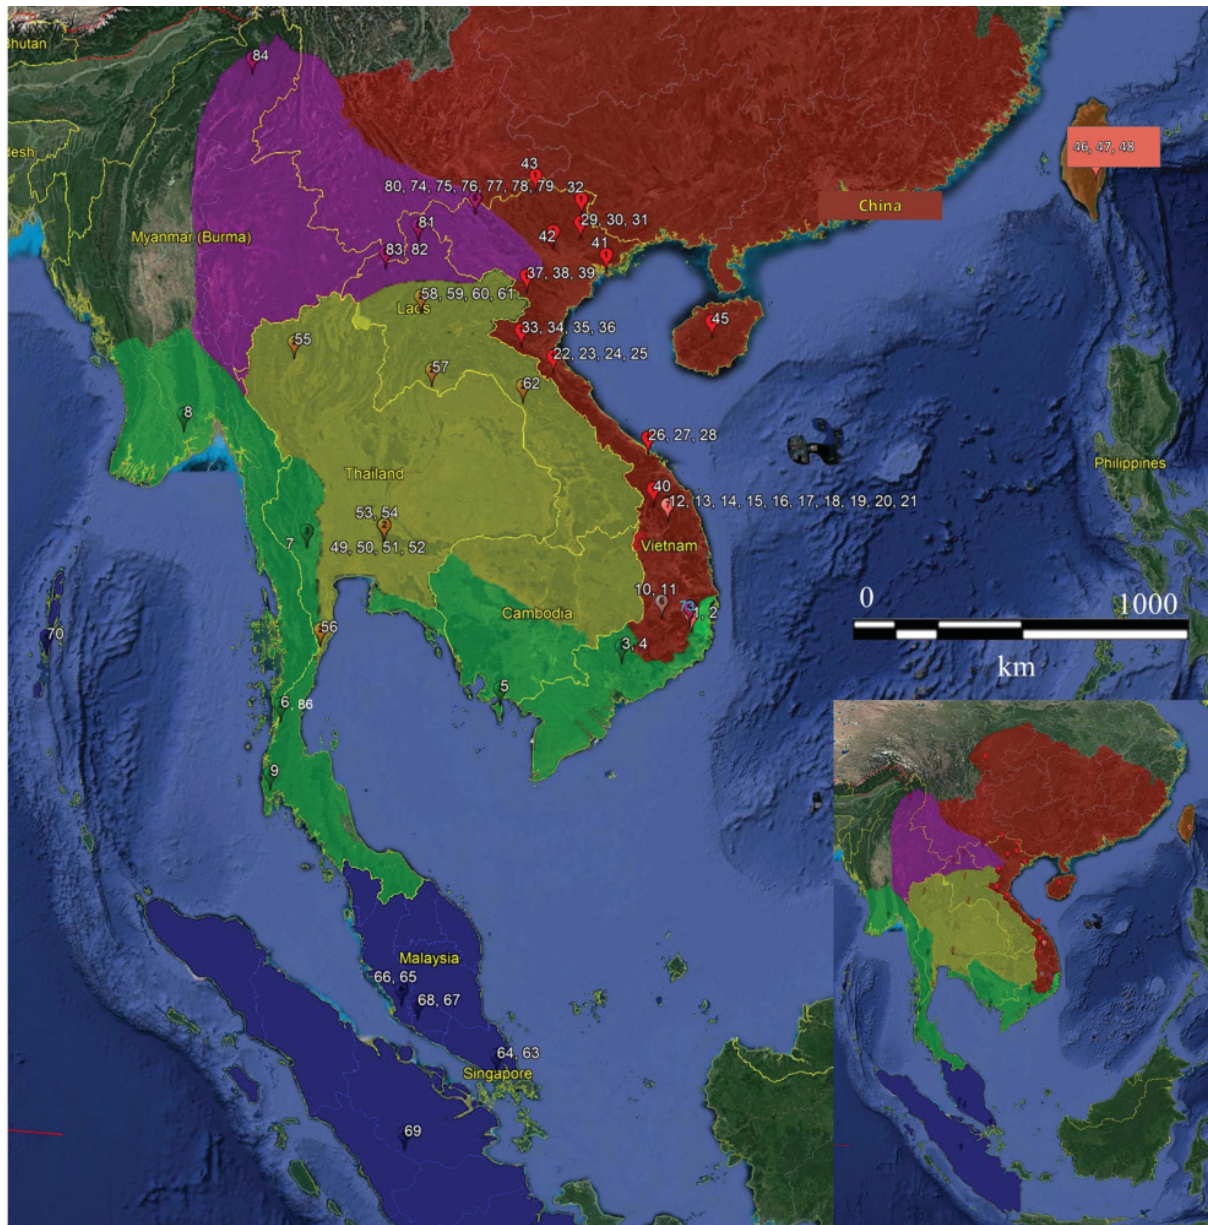 Bhutan
84
desh
46, 47, 48
43
80, 74, 75, 76, 77, 78, 79
32
China
81
29, 30, 31
42
Myanmar (Burma)
83, 82
41
37, 38, 39
58, 59, 60, 61
Laos
33, 34, 35, 36
45
55
22, 23, 24, 25
57
62
8
26, 27, 28
Philippines
Thailand
40
12, 13, 14, 15, 16, 17, 18, 19, 20, 21
53, 54
2
7
49, 50, 51, 52
Vietnam
10, 11
73
1, 2
Cambodia
0
1000
km
70
56
3, 4
5
6, 86
9
Malaysia
66, 65
68, 67
64, 63
Singapore
69